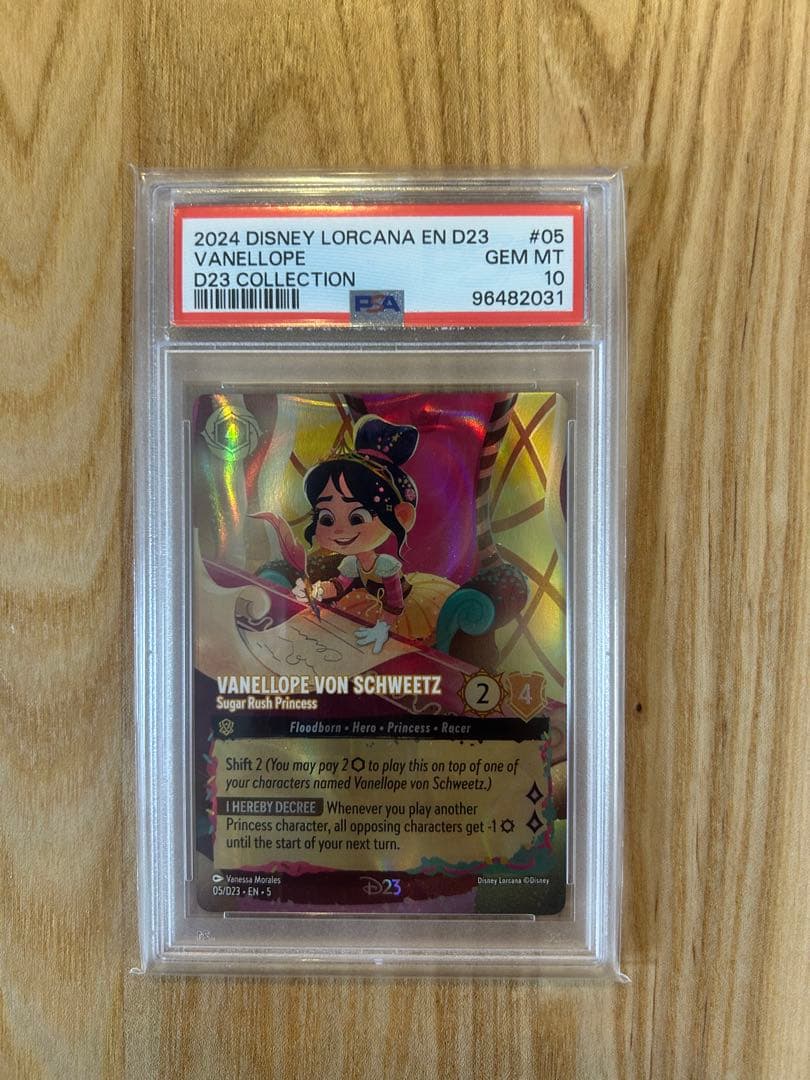 2024 DISNEY LORCANA EN D23 #05
VANELLOPE GEM MT
D23 COLLECTION 10
PSA 96482031
4
VANELLOPE VON SCHWEETZ
Sugar Rush Princess
2 4
Floodborn • Hero • Princess • Racer
Shift 2 (You may pay 2 to play this on top of one of
your characters named Vanellope von Schweetz.)
I HEREBY DECREE Whenever you play another
Princess character, all opposing characters get -1
until the start of your next turn.
Vanessa Morales
05/D23 • EN • 5
D23
Disney Lorcana ©Disney